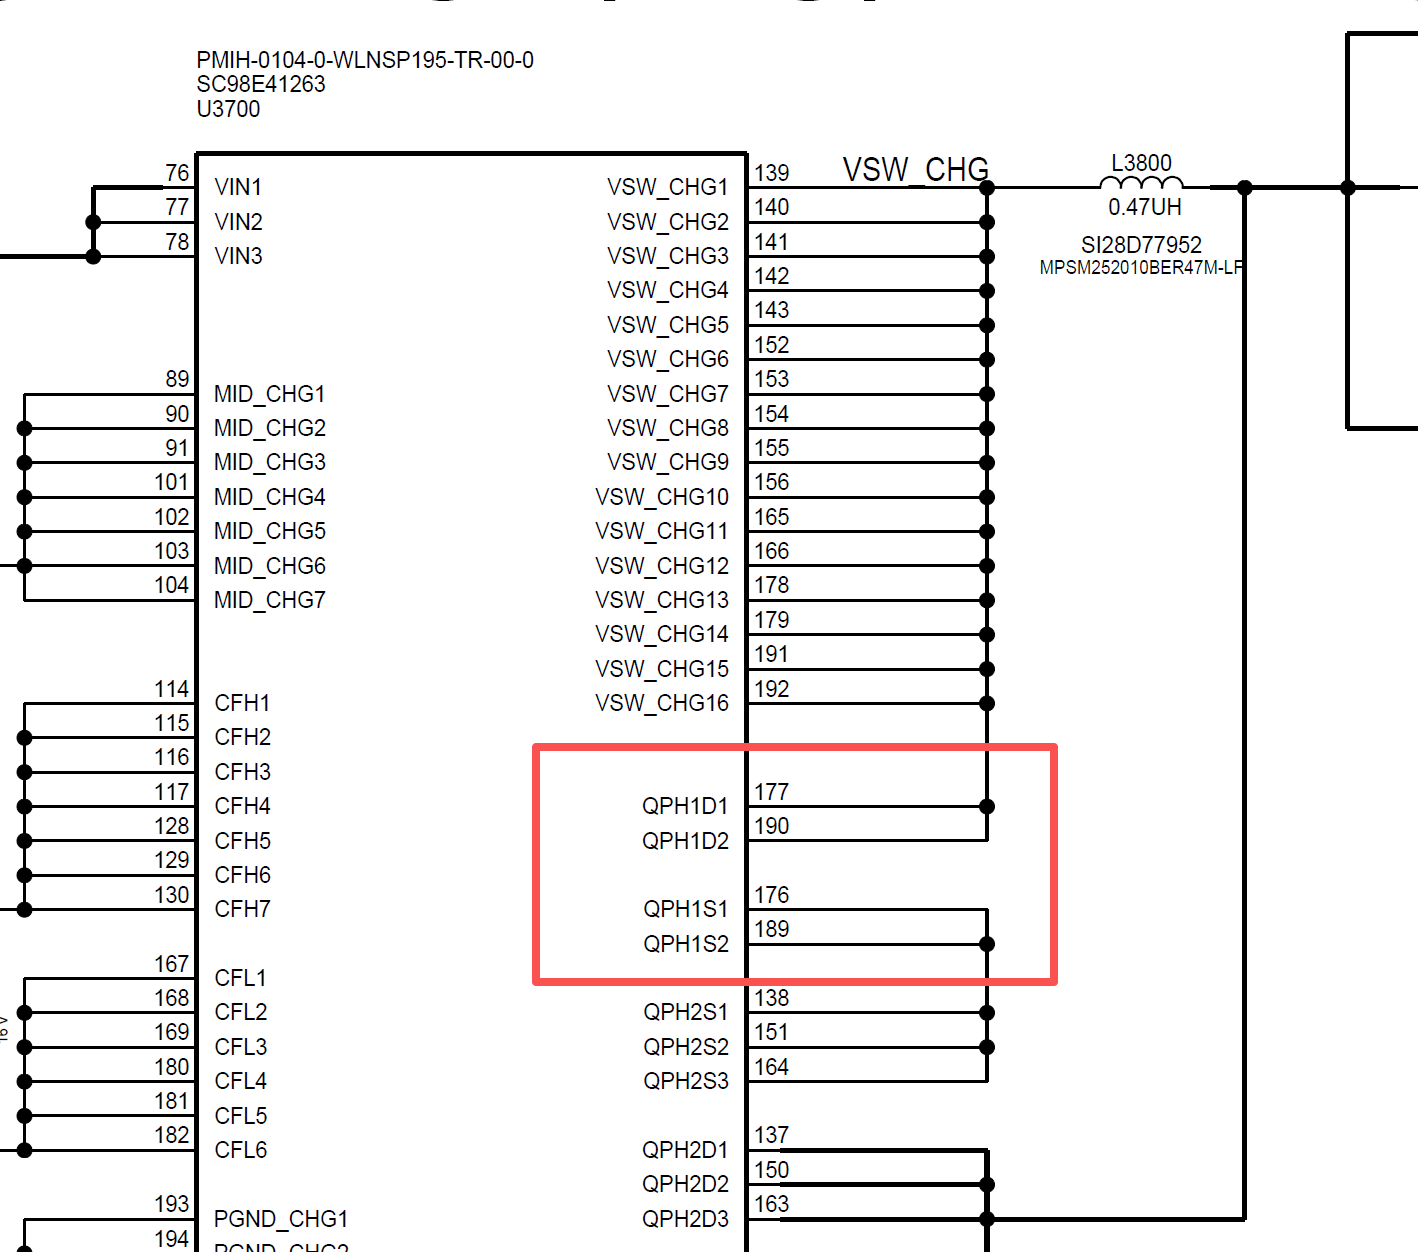 PMIH-0104-0-WLNSP195-TR-00-0
SC98E41263
U3700
76 VIN1
77 VIN2
78 VIN3
89 MID_CHG1
90 MID_CHG2
91 MID_CHG3
101 MID_CHG4
102 MID_CHG5
103 MID_CHG6
104 MID_CHG7
114 CFH1
115 CFH2
116 CFH3
117 CFH4
128 CFH5
129 CFH6
130 CFH7
167 CFL1
168 CFL2
169 CFL3
180 CFL4
181 CFL5
182 CFL6
193 PGND_CHG1
194 PGND_CHG2
16 V
VSW_CHG1 139
VSW_CHG2 140
VSW_CHG3 141
VSW_CHG4 142
VSW_CHG5 143
VSW_CHG6 152
VSW_CHG7 153
VSW_CHG8 154
VSW_CHG9 155
VSW_CHG10 156
VSW_CHG11 165
VSW_CHG12 166
VSW_CHG13 178
VSW_CHG14 179
VSW_CHG15 191
VSW_CHG16 192
QPH1D1 177
QPH1D2 190
QPH1S1 176
QPH1S2 189
QPH2S1 138
QPH2S2 151
QPH2S3 164
QPH2D1 137
QPH2D2 150
QPH2D3 163
VSW_CHG
L3800
0.47UH
SI28D77952
MPSM252010BER47M-LF